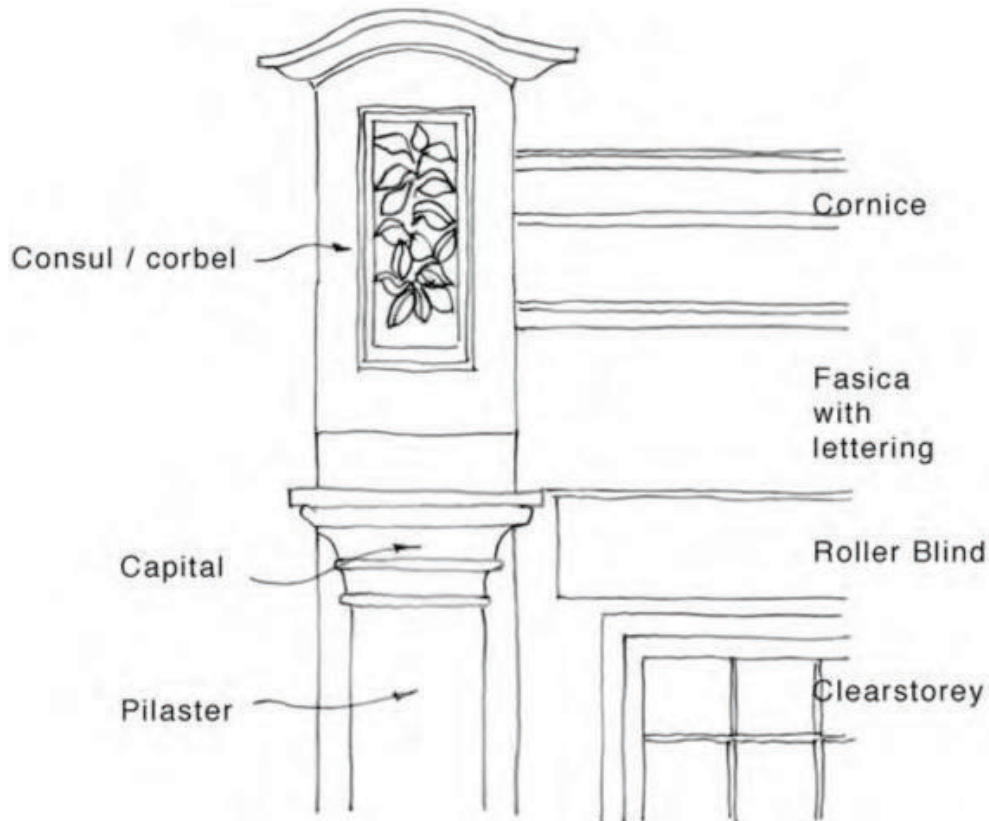 Cornice
Consul / corbel
Fasica
with
lettering
Roller Blind
Capital
Clearstorey
Pilaster